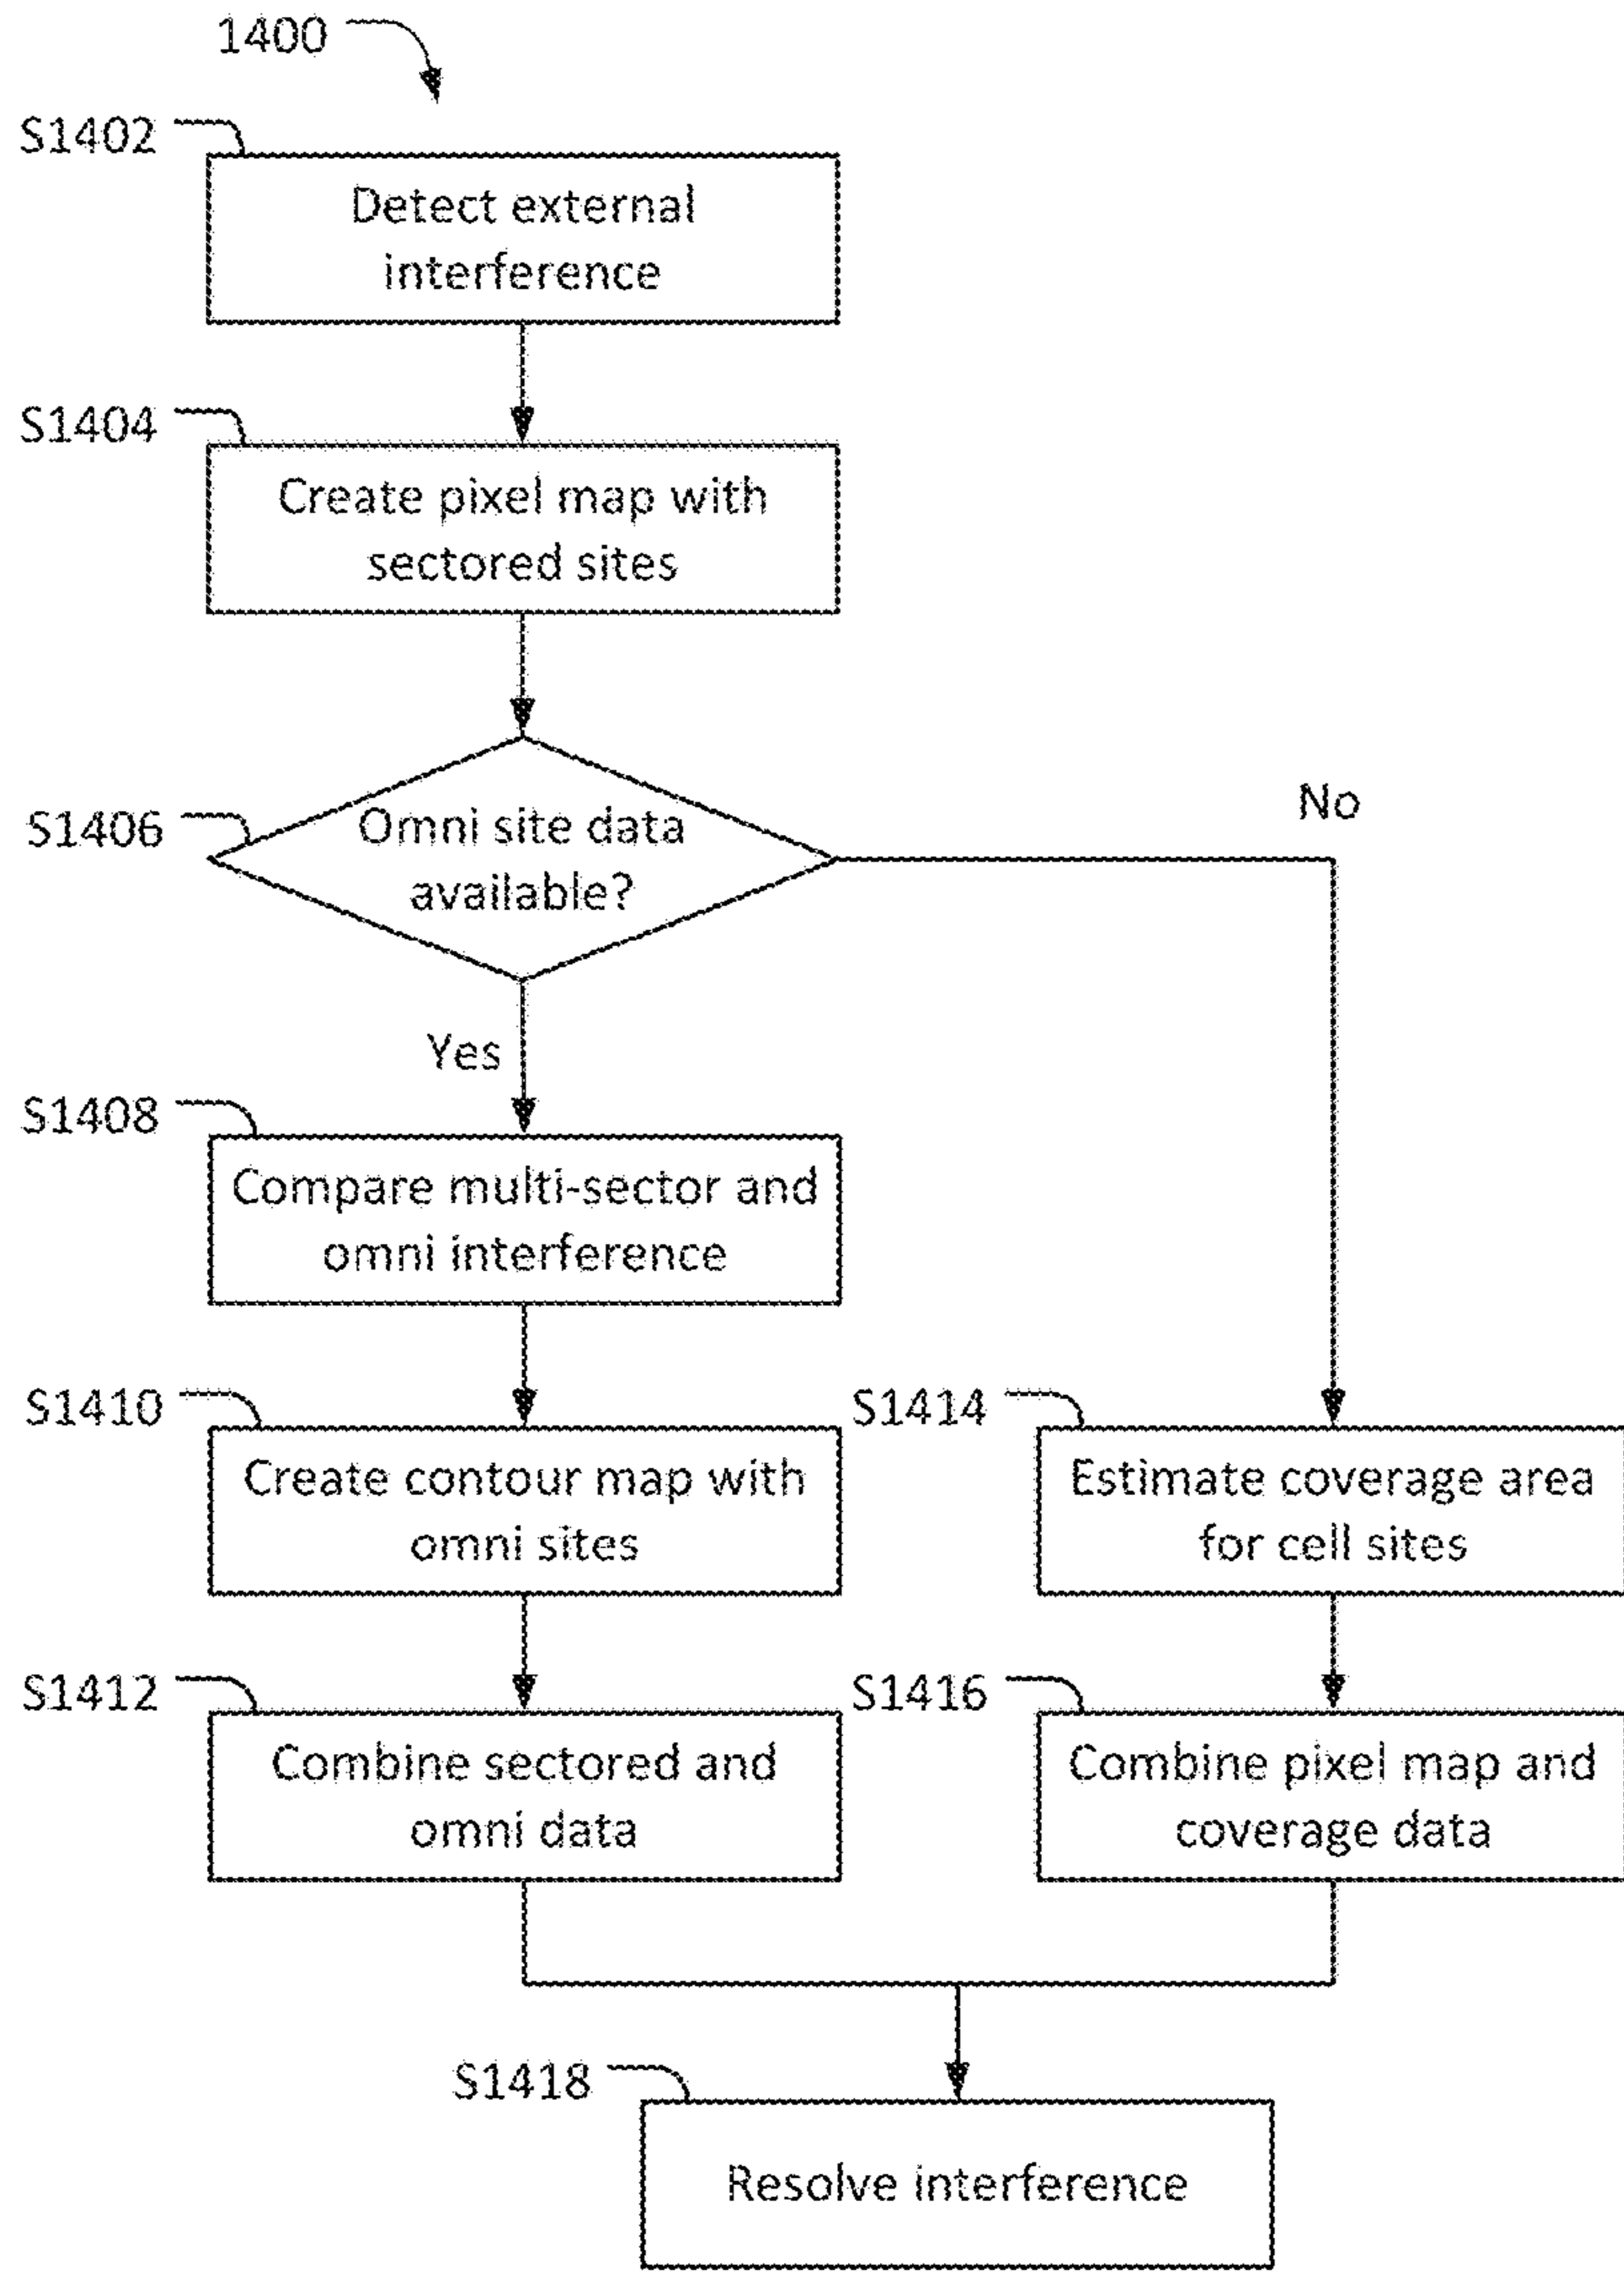 1400
S1402
Detect external
interference
S1404
Create pixel map with
sectored sites
S1406
Omni site data
available?
No
Yes
S1408
Compare multi-sector and
omni interference
S1410
Create contour map with
omni sites
S1414
Estimate coverage area
for cell sites
S1412
Combine sectored and
omni data
S1416
Combine pixel map and
coverage data
S1418
Resolve interference